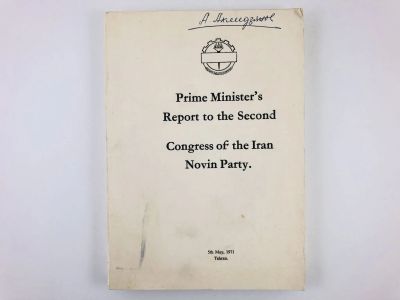 Prime Minister's
Report to the Second
Congress of the Iran
Novin Party.
5th May, 1971
Tehran.